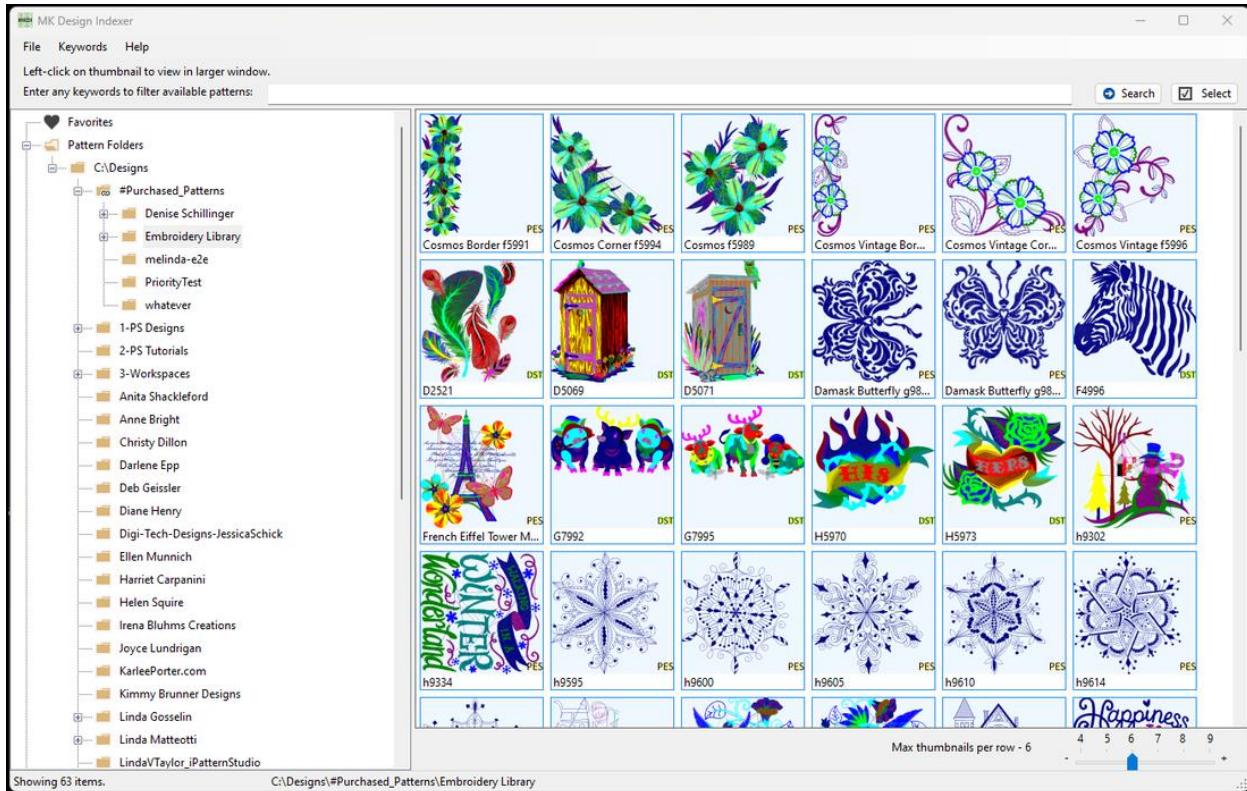 MK Design Indexer
File Keywords Help
Left-click on thumbnail to view in larger window.
Enter any keywords to filter available patterns:
Search Select
Favorites
Pattern Folders
C:\Designs
#Purchased_Patterns
Denise Schillinger
Embroidery Library
melinda-e2e
PriorityTest
whatever
1-PS Designs
2-PS Tutorials
3-Workspaces
Anita Shackleford
Anne Bright
Christy Dillon
Darlene Epp
Deb Geissler
Diane Henry
Digi-Tech-Designs-JessicaSchick
Ellen Munnich
Harriet Carpanini
Helen Squire
Irena Bluhms Creations
Joyce Lundrigan
KarleePorter.com
Kimmy Brunner Designs
Linda Gosselin
Linda Matteotti
LindaVTaylor_iPatternStudio
PES PES PES PES PES PES
Cosmos Border f5991 Cosmos Corner f5994 Cosmos f5989 Cosmos Vintage Bor... Cosmos Vintage Cor... Cosmos Vintage f5996
DST DST DST PES PES DST
D2521 D5069 D5071 Damask Butterfly g98... Damask Butterfly g98... F4996
HIS HERS
PES DST DST DST DST PES
French Eiffel Tower M... G7992 G7995 H5970 H5973 h9302
WALKING IN A
WINTER
Wonderland
PES PES PES PES PES PES
h9334 h9595 h9600 h9605 h9610 h9614
Happiness
Max thumbnails per row - 6
4 5 6 7 8 9
- +
Showing 63 items. C:\Designs\#Purchased_Patterns\Embroidery Library